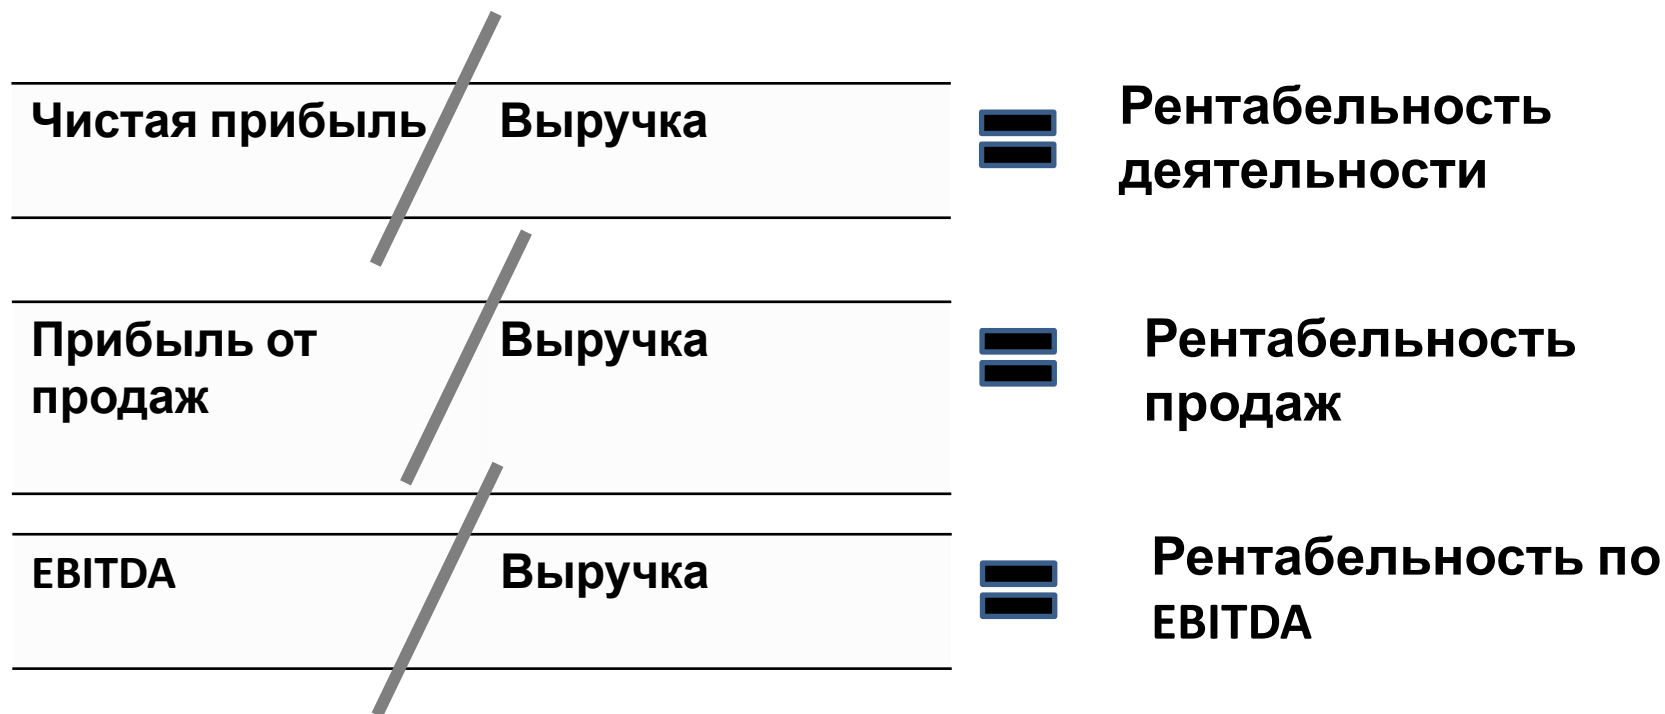 Чистая прибыль Выручка Рентабельность
деятельности
Прибыль от Выручка Рентабельность
продаж продаж
EBITDA Выручка Рентабельность по
EBITDA